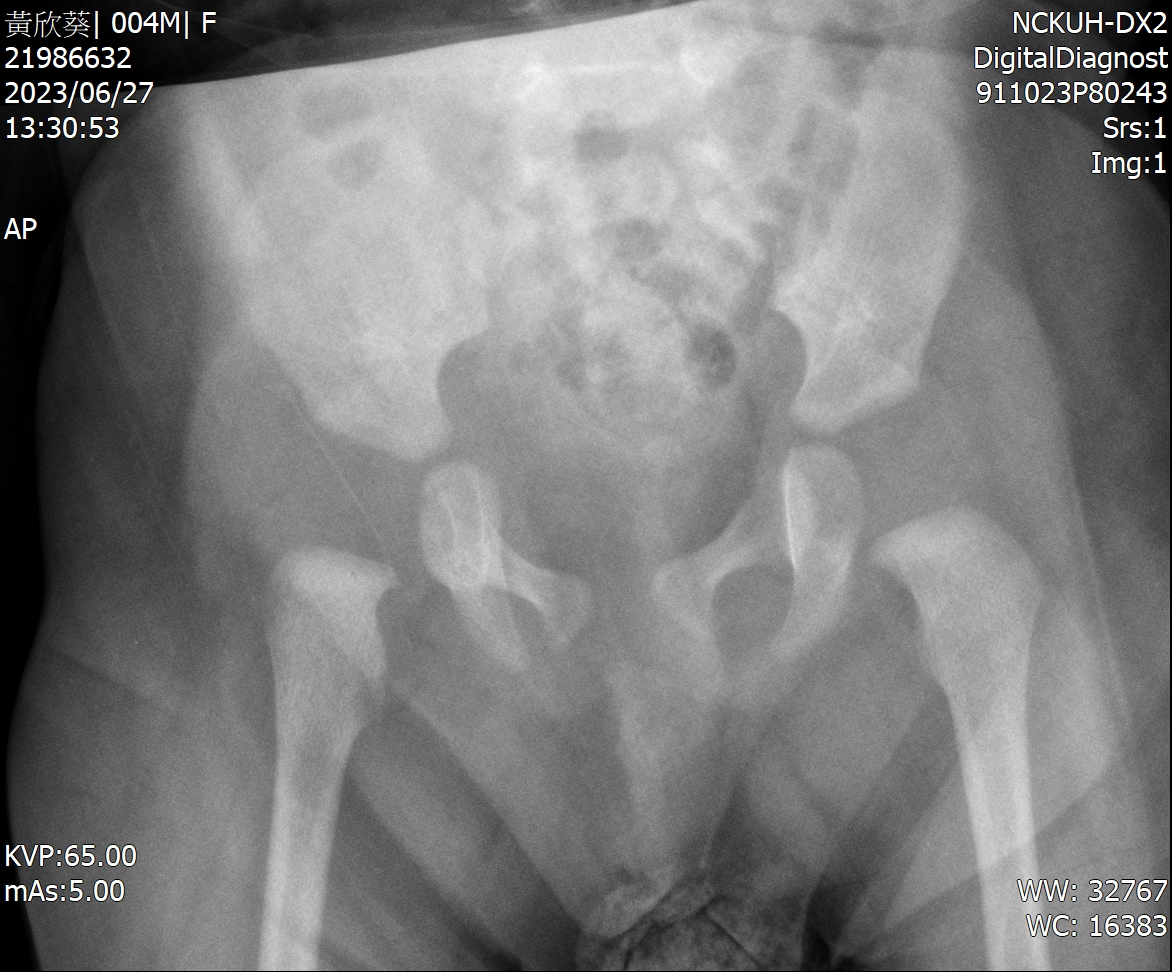 黃欣葵| 004M| F
21986632
2023/06/27
13:30:53
AP
NCKUH-DX2
DigitalDiagnost
911023P80243
Srs:1
Img:1
KVP:65.00
mAs:5.00
WW: 32767
WC: 16383